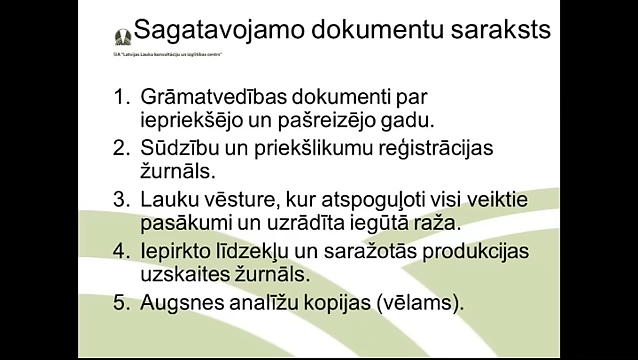 Sagatavojamo dokumentu saraksts
SIA "Latvijas Lauku konsultāciju un izglītības centrs"
1. Grāmatvedības dokumenti par
iepriekšējo un pašreizējo gadu.
2. Sūdzību un priekšlikumu reģistrācijas
žurnāls.
3. Lauku vēsture, kur atspoguļoti visi veiktie
pasākumi un uzrādīta iegūtā raža.
4. Iepirkto līdzekļu un saražotās produkcijas
uzskaites žurnāls.
5. Augsnes analīžu kopijas (vēlams).